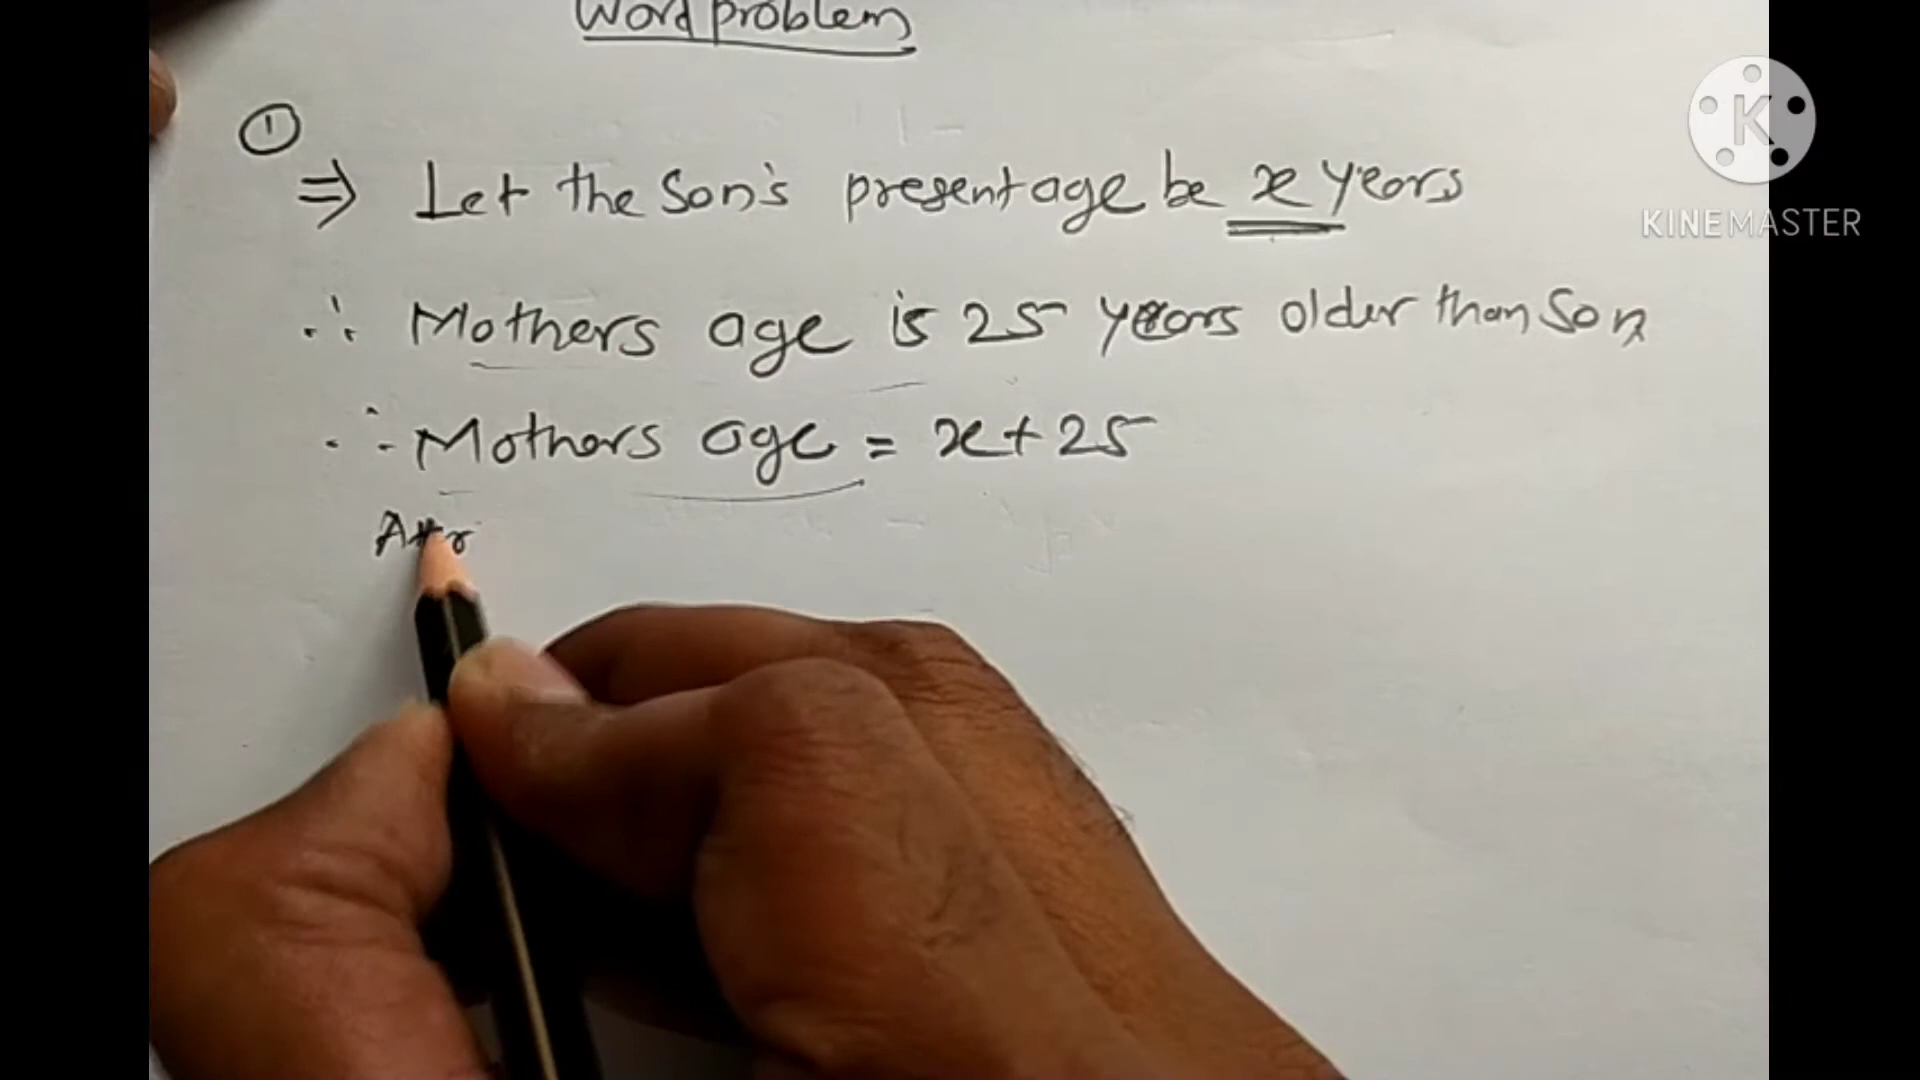 Word problem
①
⇒ Let the Son's present age be x years
∴ Mothers age is 25 years older than Son
∴ Mothers age = x+25
K
KINEMASTER